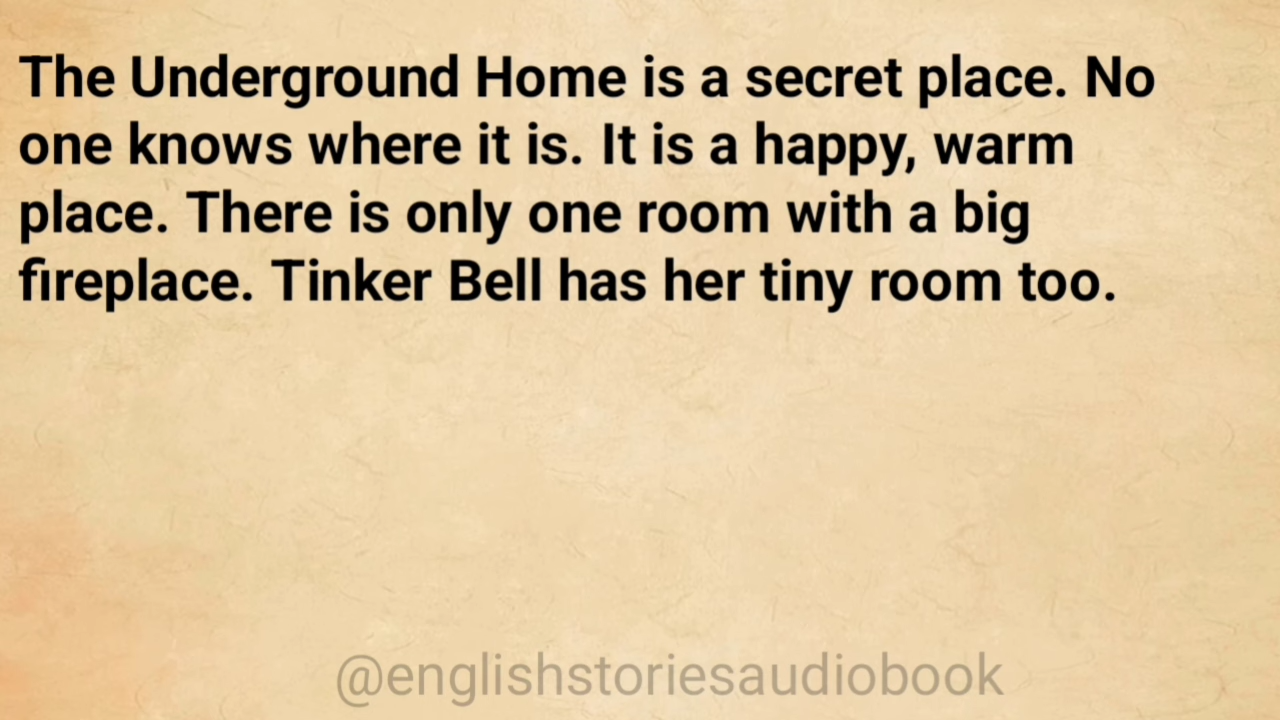 The Underground Home is a secret place. No
one knows where it is. It is a happy, warm
place. There is only one room with a big
fireplace. Tinker Bell has her tiny room too.
@englishstoriesaudiobook